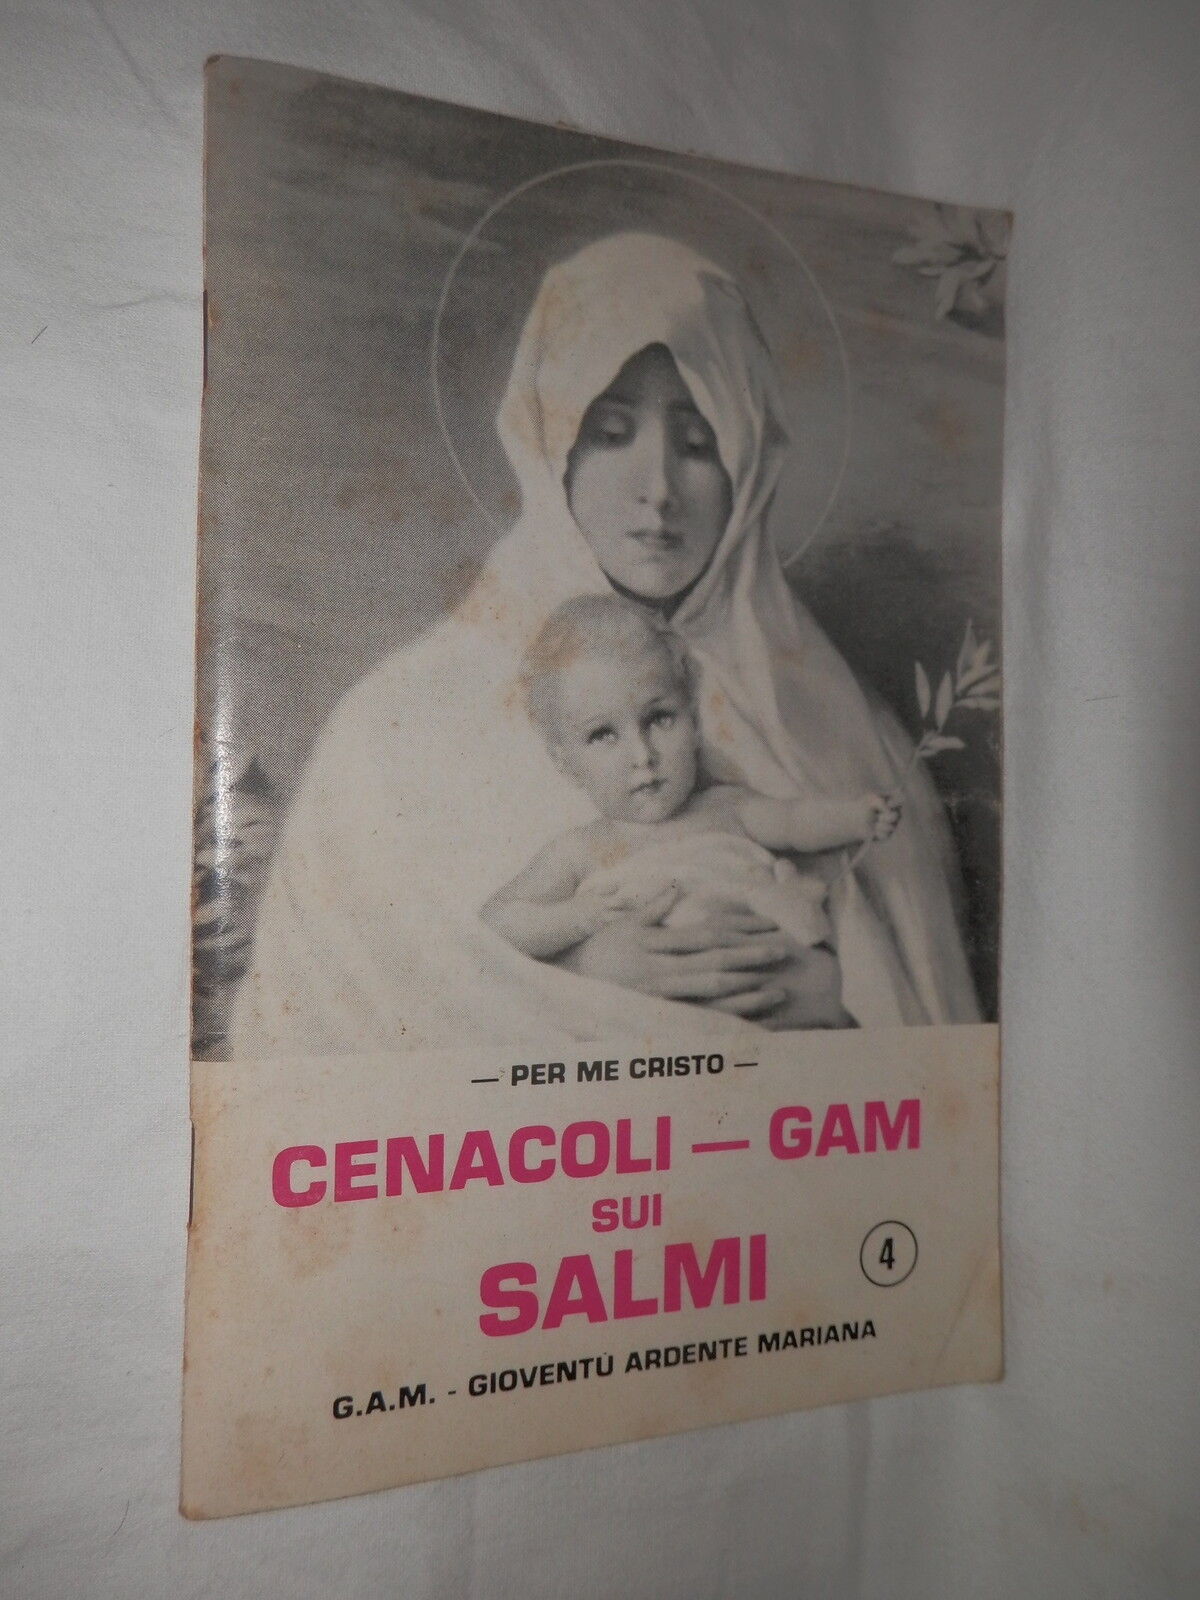 — PER ME CRISTO —
CENACOLI — GAM
SUI
SALMI
4
G.A.M. - GIOVENTÙ ARDENTE MARIANA